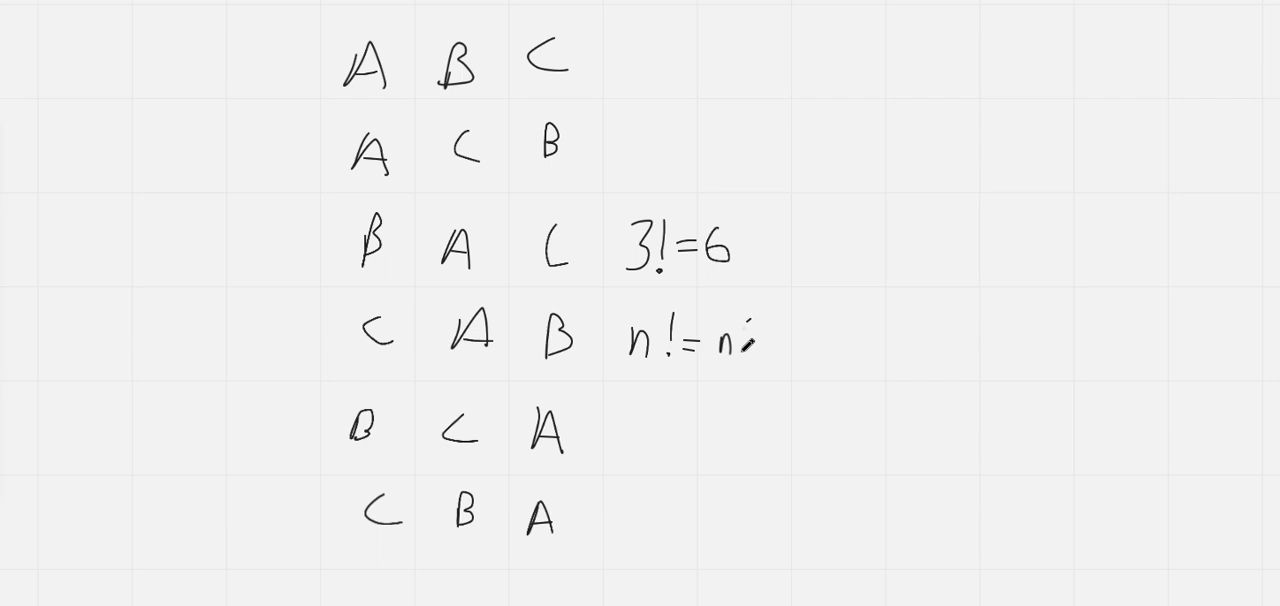 A B C
A C B
B A C 3!=6
C A B n!= n
B C A
C B A